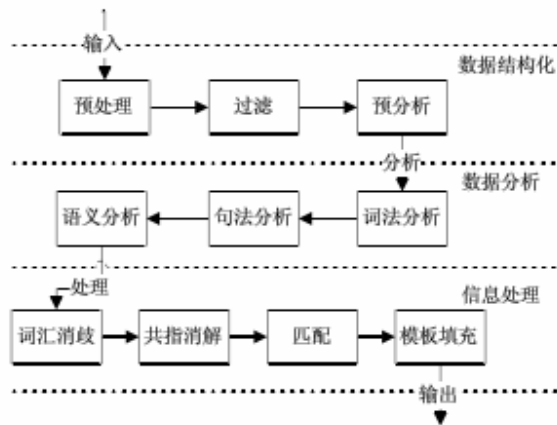 输入
数据结构化
预处理
过滤
预分析
分析
数据分析
语义分析
句法分析
词法分析
处理
信息处理
词汇消歧
共指消解
匹配
模板填充
输出